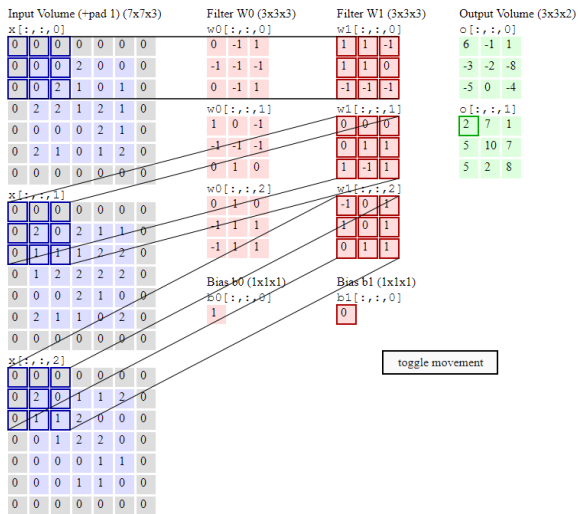 Input Volume (+pad 1) (7x7x3)
x[:,:,0]
0 0 0 0 0 0 0
0 0 0 2 0 0 0
0 0 2 1 0 1 0
0 2 2 1 2 1 0
0 0 0 0 2 1 0
0 2 1 0 1 2 0
0 0 0 0 0 0 0
x[:,:,1]
0 0 0 0 0 0 0
0 2 0 2 1 1 0
0 1 1 1 2 2 0
0 1 2 2 2 2 0
0 0 0 2 1 0 0
0 2 1 1 0 2 0
0 0 0 0 0 0 0
x[:,:,2]
0 0 0 0 0 0 0
0 2 0 1 1 2 0
0 1 1 2 0 0 0
0 0 1 2 2 0 0
0 0 0 0 1 1 0
0 0 0 1 1 0 0
0 0 0 0 0 0 0
Filter W0 (3x3x3)
w0[:,:,0]
0 -1 1
-1 -1 -1
0 -1 1
w0[:,:,1]
1 0 -1
-1 -1 -1
0 1 0
w0[:,:,2]
0 1 0
-1 1 1
-1 1 1
Bias b0 (1x1x1)
b0[:,:,0]
1
Filter W1 (3x3x3)
w1[:,:,0]
1 1 -1
1 1 0
-1 -1 -1
w1[:,:,1]
0 0 0
0 1 1
1 -1 1
w1[:,:,2]
-1 0 1
1 0 1
0 1 1
Bias b1 (1x1x1)
b1[:,:,0]
0
Output Volume (3x3x2)
o[:,:,0]
6 -1 1
-3 -2 -8
-5 0 -4
o[:,:,1]
2 7 1
5 10 7
5 2 8
toggle movement